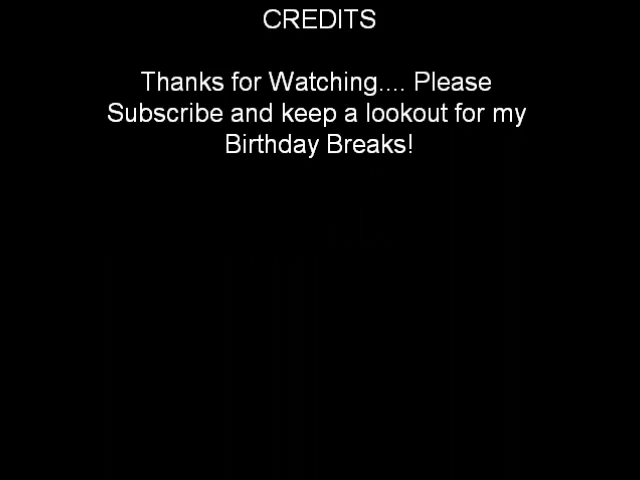 CREDITS
Thanks for Watching.... Please
Subscribe and keep a lookout for my
Birthday Breaks!